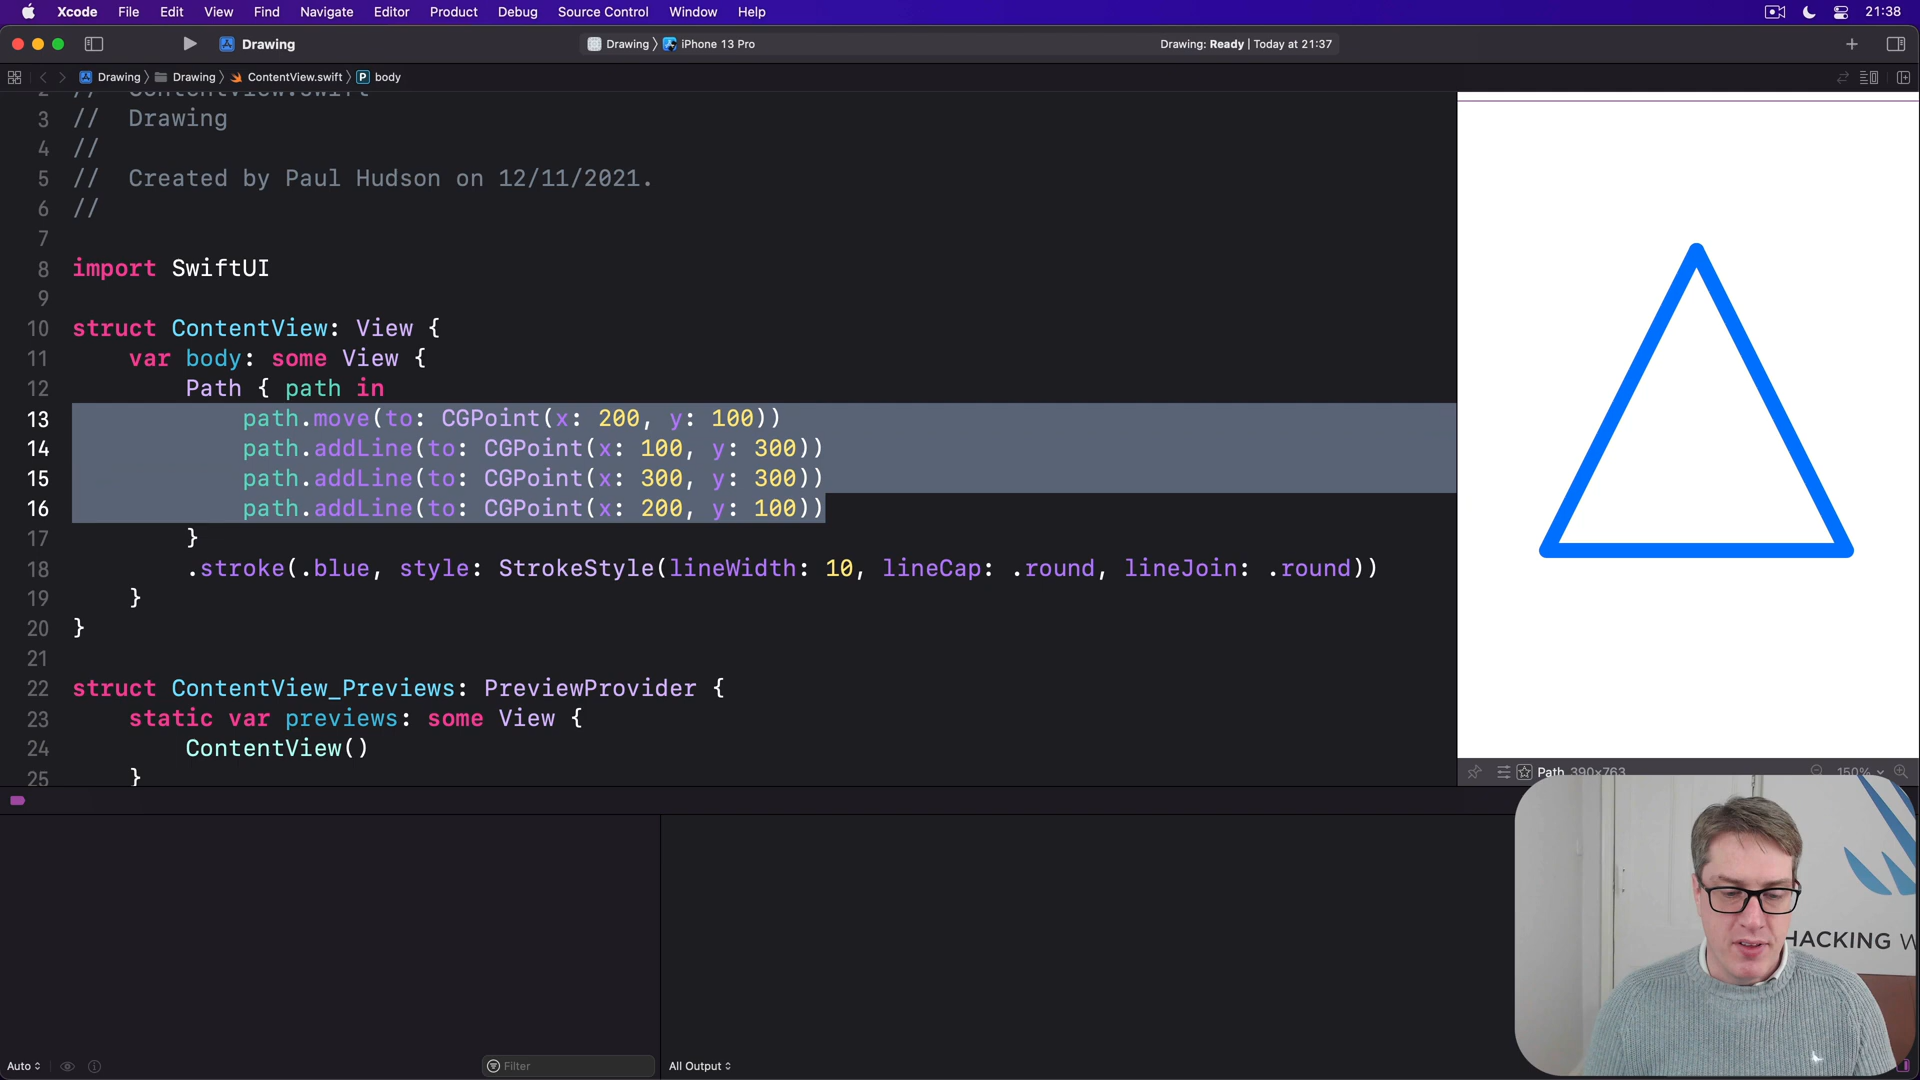 Xcode File Edit View Find Navigate Editor Product Debug Source Control Window Help 21:38
Drawing Drawing 〉 iPhone 13 Pro Drawing: Ready | Today at 21:37
Drawing 〉 Drawing 〉 ContentView.swift 〉 P body
2 // ContentView.swift
3 // Drawing
4 //
5 // Created by Paul Hudson on 12/11/2021.
6 //
7
8 import SwiftUI
9
10 struct ContentView: View {
11 var body: some View {
12 Path { path in
13 path.move(to: CGPoint(x: 200, y: 100))
14 path.addLine(to: CGPoint(x: 100, y: 300))
15 path.addLine(to: CGPoint(x: 300, y: 300))
16 path.addLine(to: CGPoint(x: 200, y: 100))
17 }
18 .stroke(.blue, style: StrokeStyle(lineWidth: 10, lineCap: .round, lineJoin: .round))
19 }
20 }
21
22 struct ContentView_Previews: PreviewProvider {
23 static var previews: some View {
24 ContentView()
25 }
Path 390×763 150%
HACKING W
Auto Filter All Output